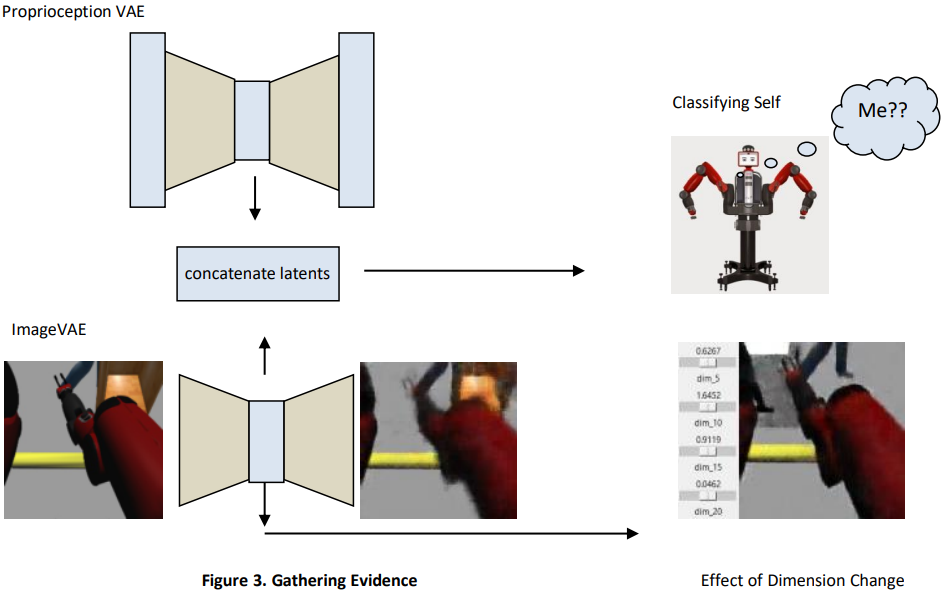 Proprioception VAE
Classifying Self
Me??
concatenate latents
ImageVAE
0.6267
dim_5
1.6452
dim_10
0.9119
dim_15
0.0462
dim_20
Figure 3. Gathering Evidence
Effect of Dimension Change